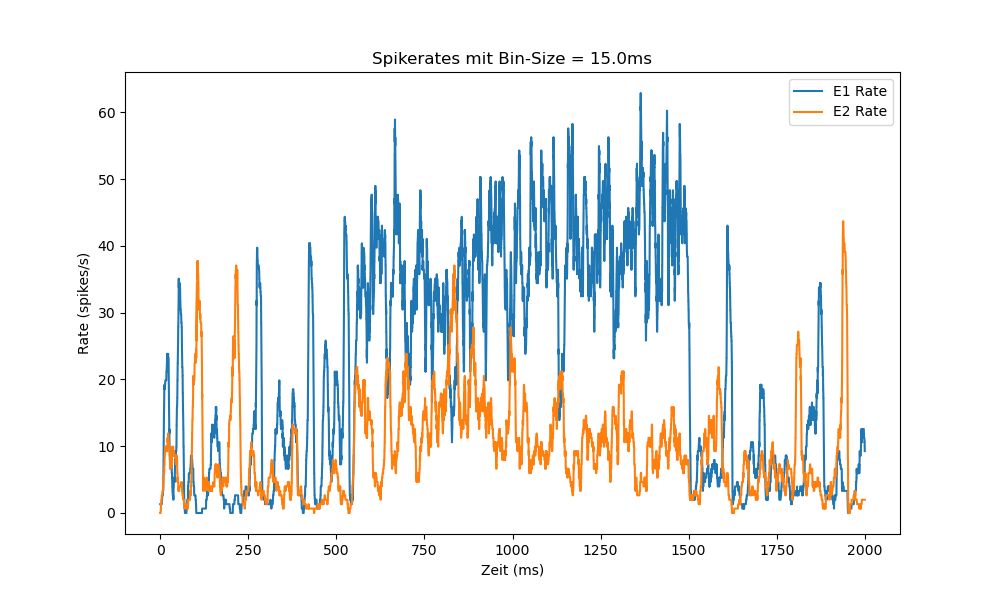 Spikerates mit Bin-Size = 15.0ms
E1 Rate
E2 Rate
Rate (spikes/s)
60
50
40
30
20
10
0
0 250 500 750 1000 1250 1500 1750 2000
Zeit (ms)